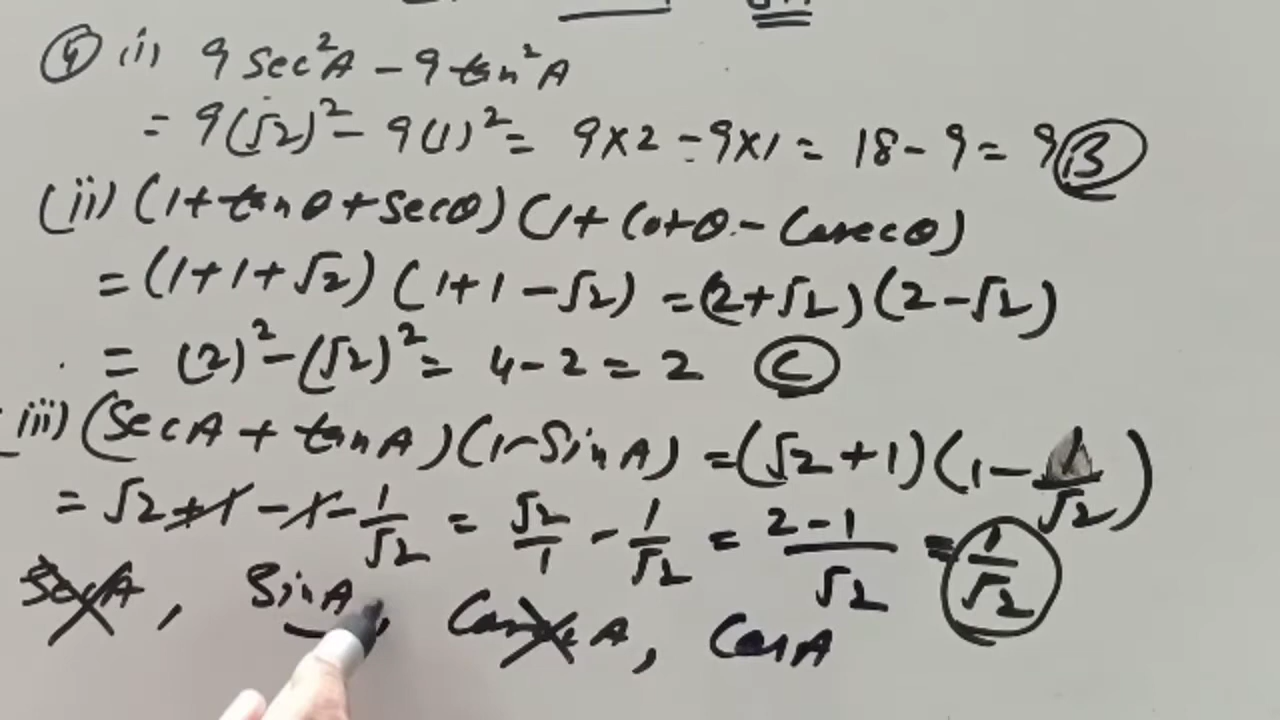 ④ (i) 9 sec²A - 9 tan²A
= 9(√2)² - 9(1)² = 9×2 - 9×1 = 18 - 9 = 9 Ⓑ
(ii) (1 + tanθ + secθ) (1 + cotθ - Cosecθ)
= (1+1+√2) (1+1-√2) = (2+√2) (2-√2)
= (2)² - (√2)² = 4 - 2 = 2 Ⓒ
iii) (SecA + tanA) (1 - SinA) = (√2+1) (1 - 1/√2)
= √2 + 1 - 1 - 1/√2 = √2/1 - 1/√2 = 2-1/√2 = 1/√2
SecA, SinA, CosecA, CosA